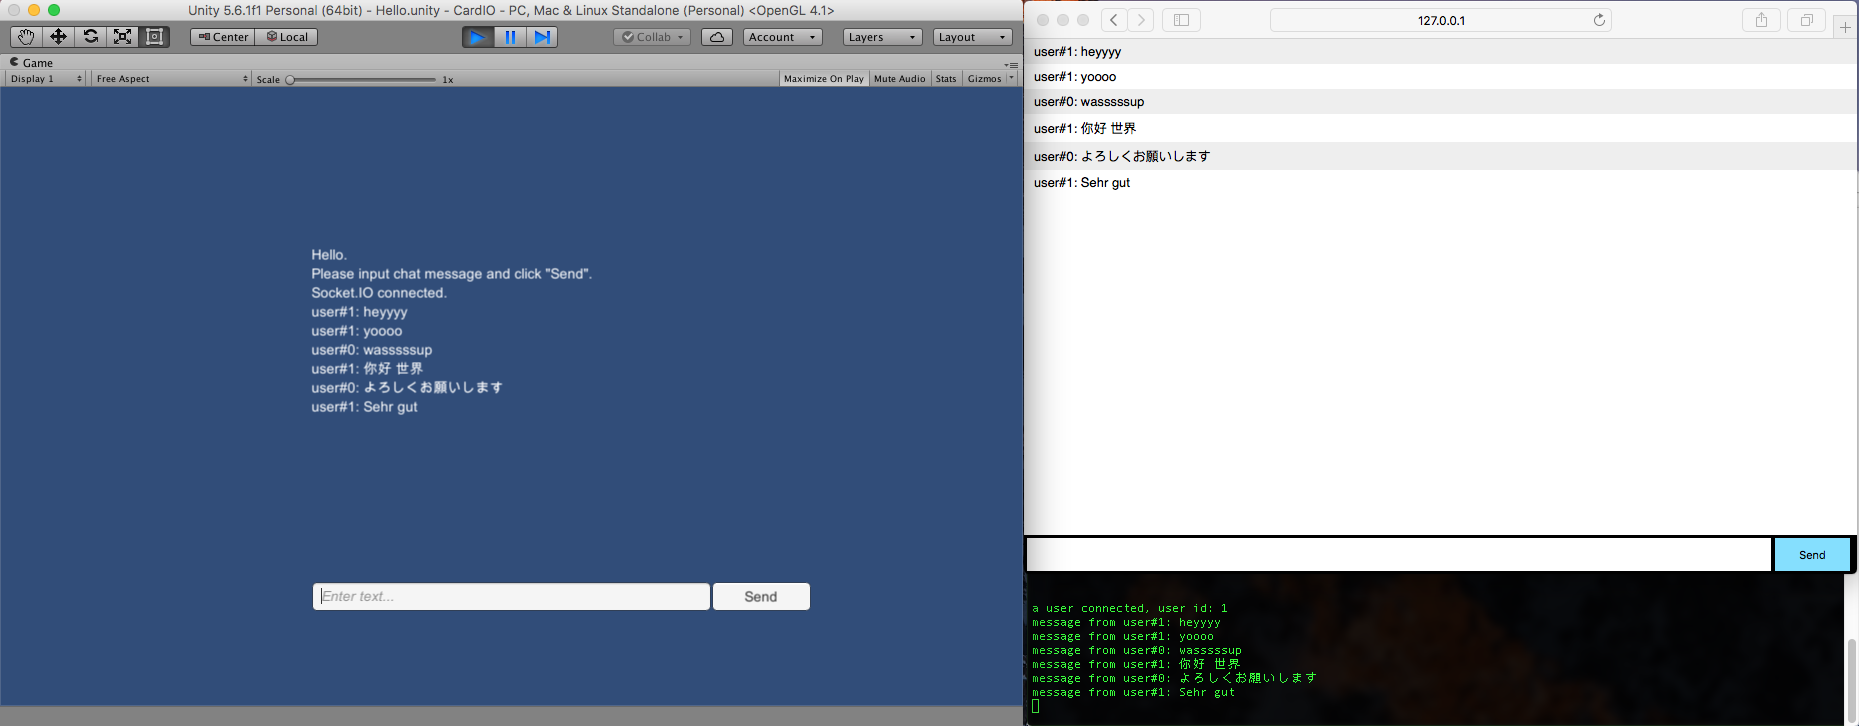 Unity 5.6.1f1 Personal (64bit) - Hello.unity - CardIO - PC, Mac & Linux Standalone (Personal) <OpenGL 4.1>
Center Local Collab Account Layers Layout
Game
Display 1 Free Aspect Scale 1x Maximize On Play Mute Audio Stats Gizmos
Hello.
Please input chat message and click "Send".
Socket.IO connected.
user#1: heyyyy
user#1: yoooo
user#0: wasssssup
user#1: 你好 世界
user#0: よろしくお願いします
user#1: Sehr gut
Enter text... Send
127.0.0.1
user#1: heyyyy
user#1: yoooo
user#0: wasssssup
user#1: 你好 世界
user#0: よろしくお願いします
user#1: Sehr gut
Send
a user connected, user id: 1
message from user#1: heyyyy
message from user#1: yoooo
message from user#0: wasssssup
message from user#1: 你好 世界
message from user#0: よろしくお願いします
message from user#1: Sehr gut